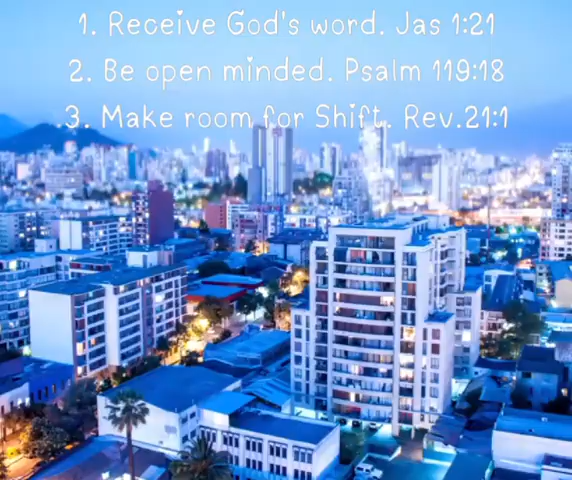 1. Receive God's word. Jas 1:21
2. Be open minded. Psalm 119:18
3. Make room for Shift. Rev.21:1